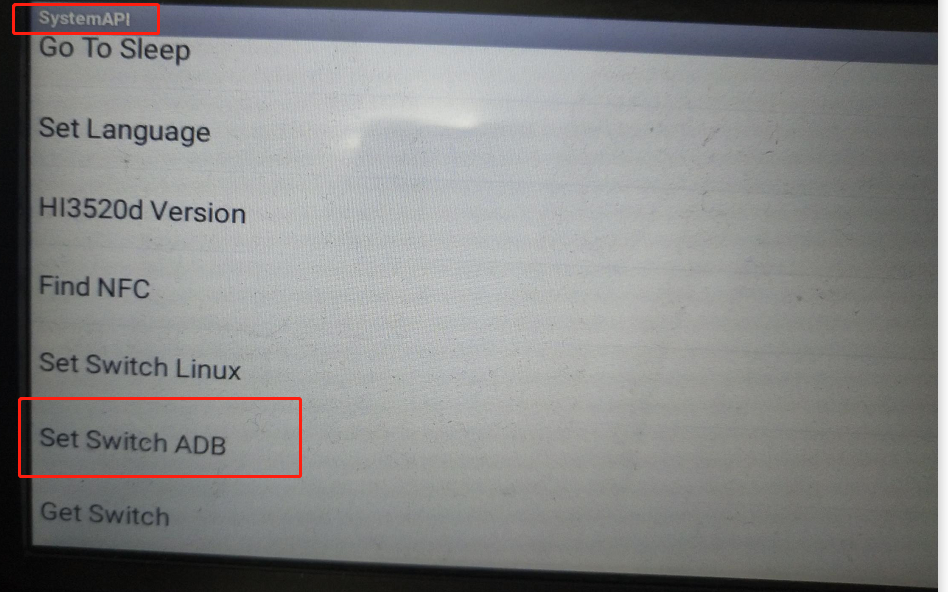 SystemAPI
Go To Sleep
Set Language
HI3520d Version
Find NFC
Set Switch Linux
Set Switch ADB
Get Switch